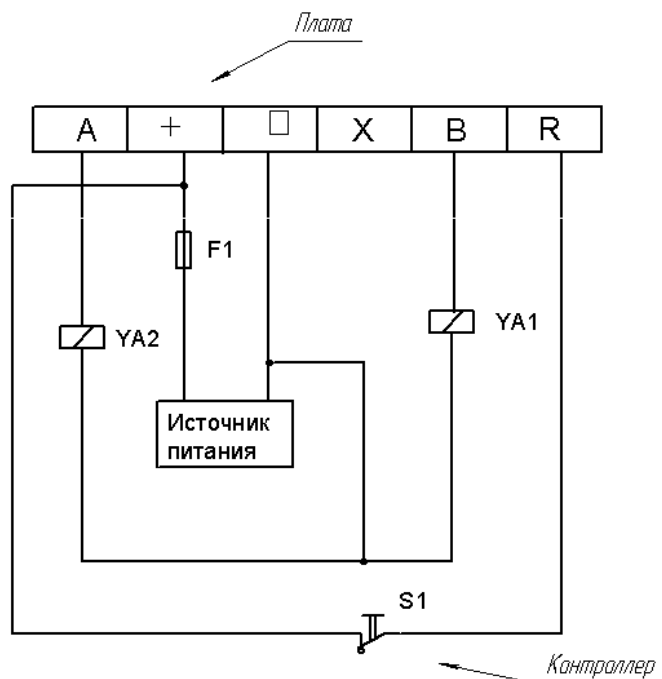 Плата
A + □ X B R
F1
YA2
YA1
Источник
питания
S1
Контроллер